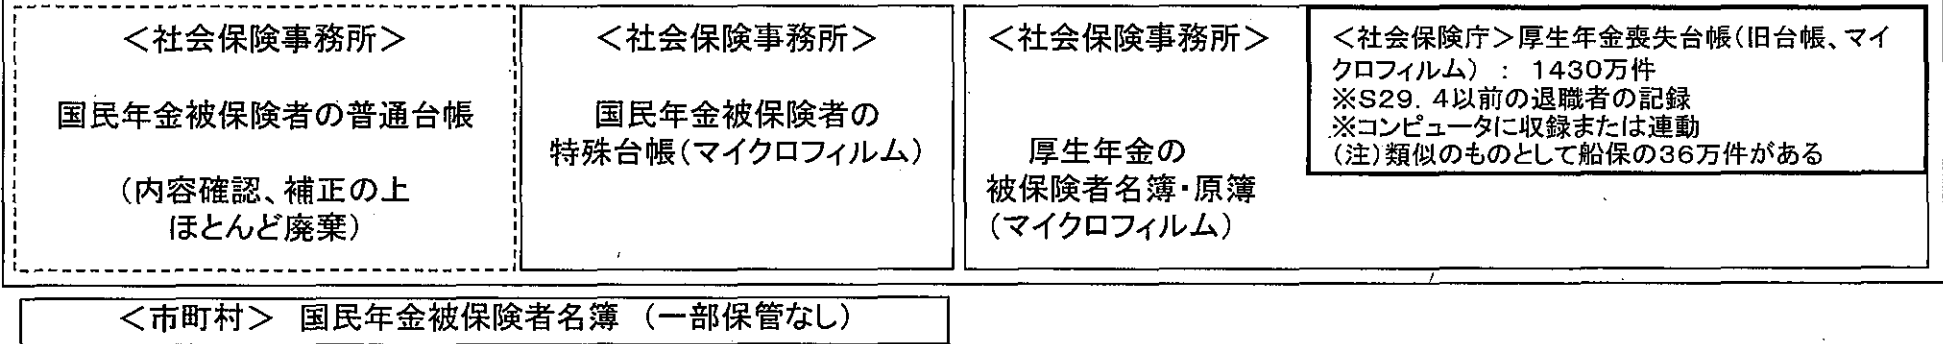 ＜社会保険事務所＞
国民年金被保険者の普通台帳
（内容確認、補正の上
ほとんど廃棄）
＜社会保険事務所＞
国民年金被保険者の
特殊台帳（マイクロフィルム）
＜社会保険事務所＞
厚生年金の
被保険者名簿・原簿
（マイクロフィルム）
＜社会保険庁＞厚生年金喪失台帳（旧台帳、マイ
クロフィルム）　：　１４３０万件
※Ｓ２９．４以前の退職者の記録
※コンピュータに収録または連動
（注）類似のものとして船保の３６万件がある
＜市町村＞　国民年金被保険者名簿　（一部保管なし）